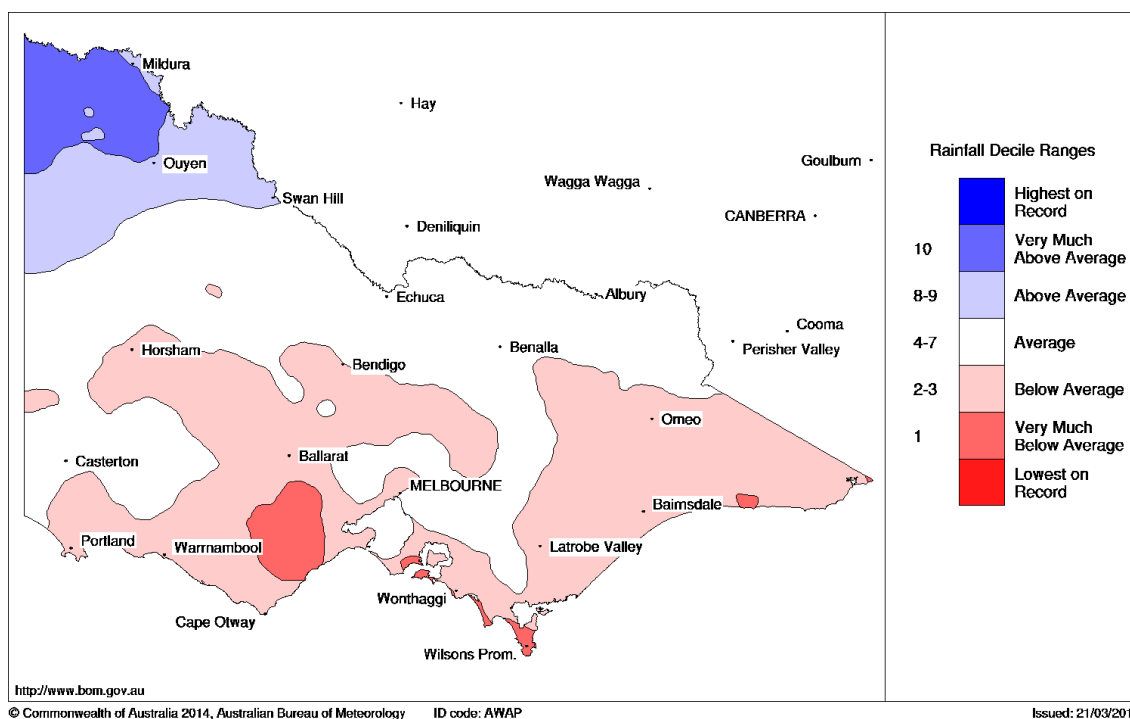 Mildura
Hay
Ouyen
Goulburn
Wagga Wagga
Swan Hill
CANBERRA
Deniliquin
Echuca
Albury
Cooma
Horsham
Benalla
Perisher Valley
Bendigo
Omeo
Casterton
Ballarat
MELBOURNE
Bairnsdale
Portland
Warrnambool
Latrobe Valley
Wonthaggi
Cape Otway
Wilsons Prom.
http://www.bom.gov.au
Rainfall Decile Ranges
Highest on
Record
10
Very Much
Above Average
8-9
Above Average
4-7
Average
2-3
Below Average
1
Very Much
Below Average
Lowest on
Record
© Commonwealth of Australia 2014, Australian Bureau of Meteorology
ID code: AWAP
Issued: 21/03/201